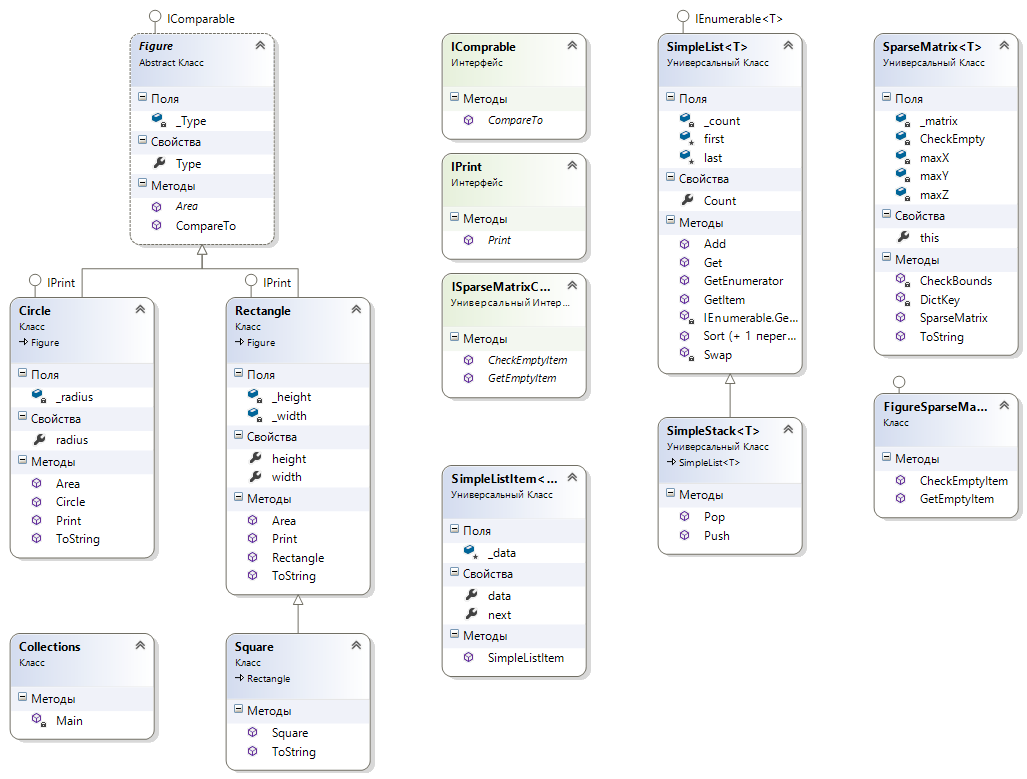 IComparable
Figure
Abstract Класс
Поля
_Type
Свойства
Type
Методы
Area
CompareTo
IPrint
Circle
Класс
Figure
Поля
_radius
Свойства
radius
Методы
Area
Circle
Print
ToString
IPrint
Rectangle
Класс
Figure
Поля
_height
_width
Свойства
height
width
Методы
Area
Print
Rectangle
ToString
Collections
Класс
Методы
Main
Square
Класс
Rectangle
Методы
Square
ToString
IComprable
Интерфейс
Методы
CompareTo
IPrint
Интерфейс
Методы
Print
ISparseMatrixC...
Универсальный Интер...
Методы
CheckEmptyItem
GetEmptyItem
SimpleListItem<...
Универсальный Класс
Поля
_data
Свойства
data
next
Методы
SimpleListItem
IEnumerable<T>
SimpleList<T>
Универсальный Класс
Поля
_count
first
last
Свойства
Count
Методы
Add
Get
GetEnumerator
GetItem
IEnumerable.Ge...
Sort (+ 1 перег...
Swap
SimpleStack<T>
Универсальный Класс
SimpleList<T>
Методы
Pop
Push
SparseMatrix<T>
Универсальный Класс
Поля
_matrix
CheckEmpty
maxX
maxY
maxZ
Свойства
this
Методы
CheckBounds
DictKey
SparseMatrix
ToString
FigureSparseMa...
Класс
Методы
CheckEmptyItem
GetEmptyItem